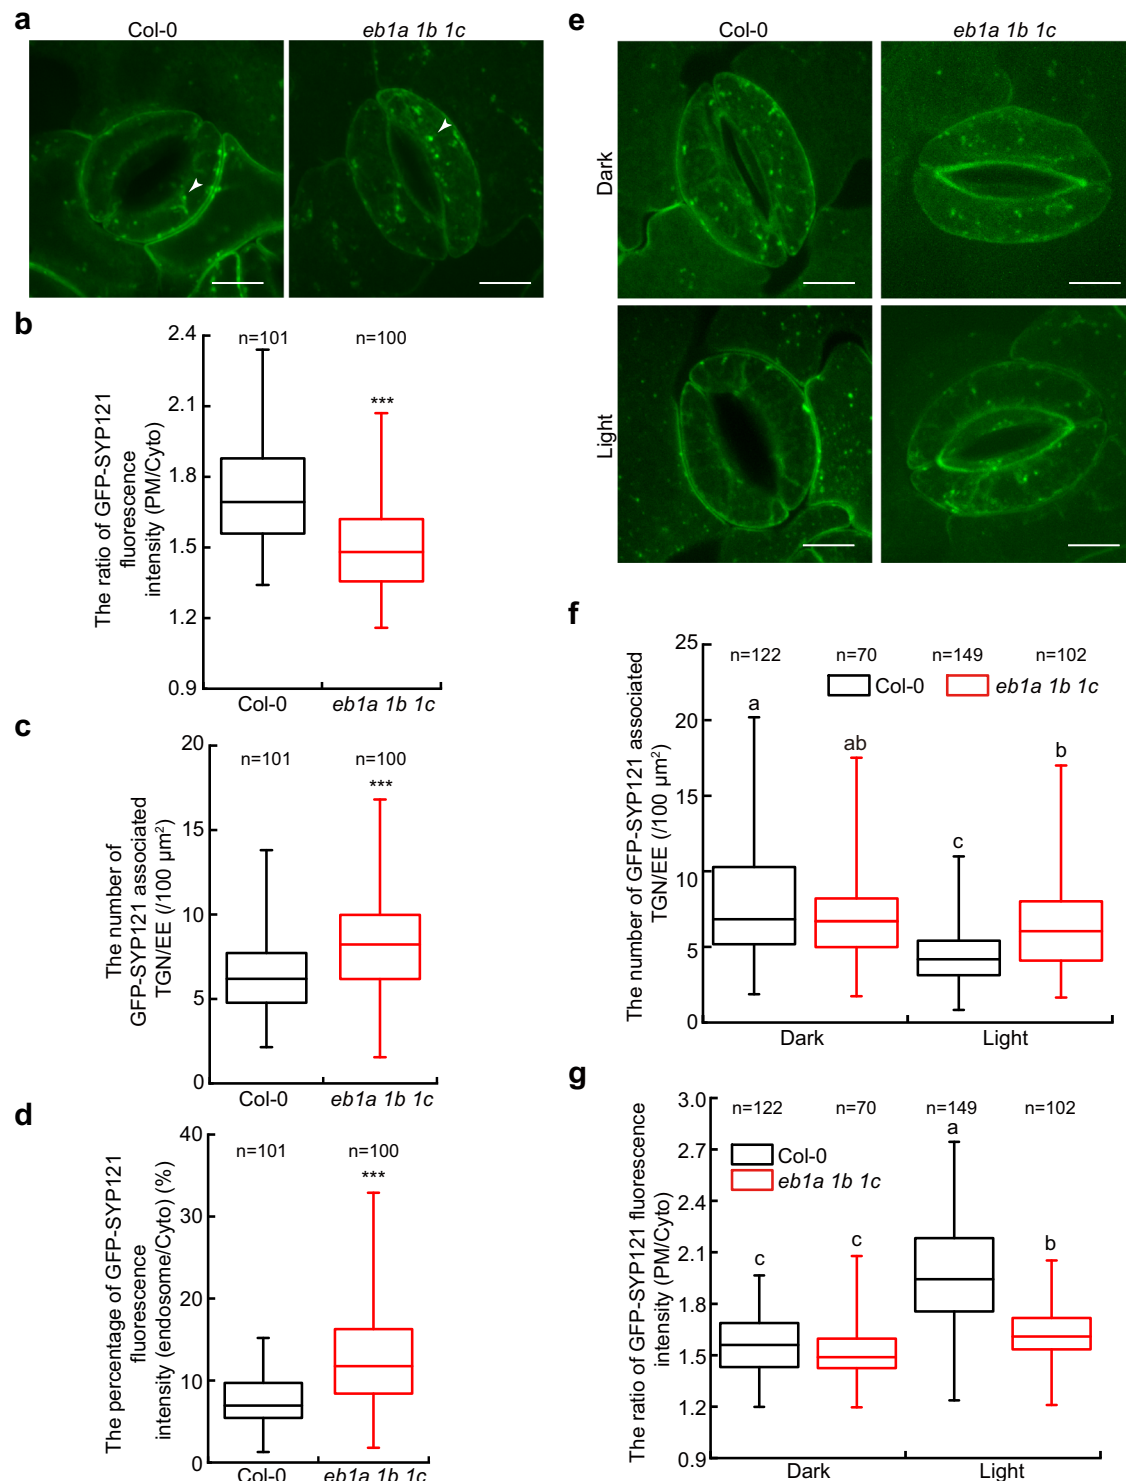 a
Col-0
eb1a 1b 1c
b
The ratio of GFP-SYP121
fluorescence
intensity (PM/Cyto)
2.4
2.1
1.8
1.5
1.2
0.9
n=101
n=100
***
Col-0
eb1a 1b 1c
c
The number of
GFP-SYP121 associated
TGN/EE (/100 µm²)
20
15
10
5
0
n=101
n=100
***
Col-0
eb1a 1b 1c
d
The percentage of GFP-SYP121
fluorescence
intensity (endosome/Cyto) (%)
40
30
20
10
0
n=101
n=100
***
Col-0
eb1a 1b 1c
e
Col-0
eb1a 1b 1c
Dark
Light
f
The number of GFP-SYP121 associated
TGN/EE (/100 µm²)
25
20
15
10
5
0
n=122
n=70
n=149
n=102
Col-0
eb1a 1b 1c
a
ab
c
b
Dark
Light
g
The ratio of GFP-SYP121 fluorescence
intensity (PM/Cyto)
3.0
2.7
2.4
2.1
1.8
1.5
1.2
0.9
n=122
n=70
n=149
n=102
Col-0
eb1a 1b 1c
c
c
a
b
Dark
Light